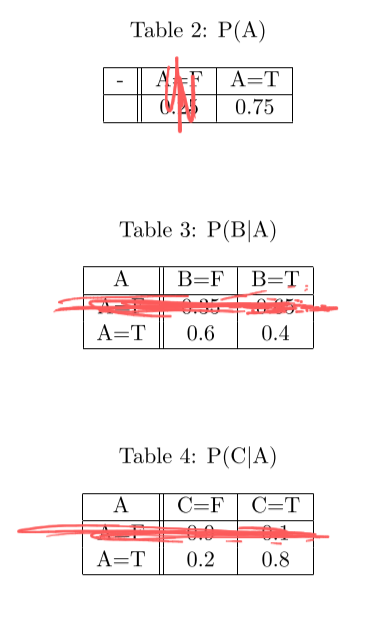 Table 2: P(A)
- A=F A=T
0.25 0.75
Table 3: P(B|A)
A B=F B=T
A=F 0.35 0.65
A=T 0.6 0.4
Table 4: P(C|A)
A C=F C=T
A=F 0.9 0.1
A=T 0.2 0.8